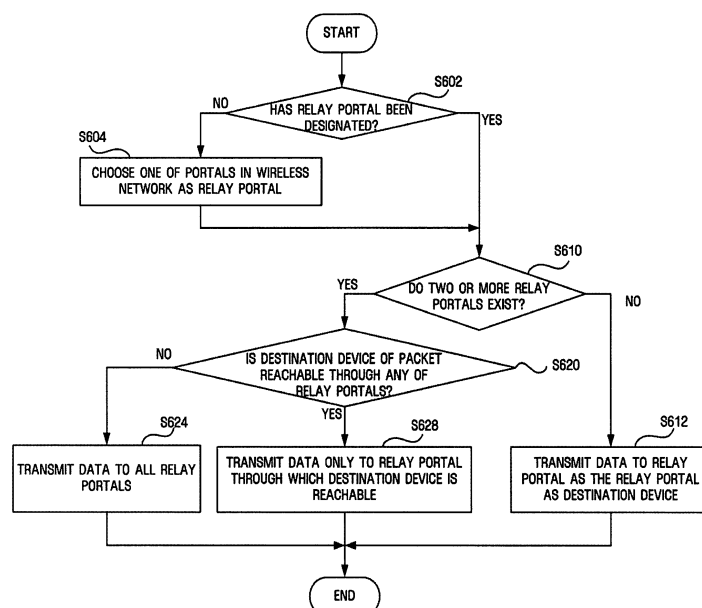 START
S602
NO
HAS RELAY PORTAL BEEN
DESIGNATED?
YES
S604
CHOOSE ONE OF PORTALS IN WIRELESS
NETWORK AS RELAY PORTAL
S610
YES
DO TWO OR MORE RELAY
PORTALS EXIST?
NO
NO
IS DESTINATION DEVICE OF PACKET
REACHABLE THROUGH ANY OF
RELAY PORTALS?
S620
YES
S624
S628
S612
TRANSMIT DATA TO ALL RELAY
PORTALS
TRANSMIT DATA ONLY TO RELAY PORTAL
THROUGH WHICH DESTINATION DEVICE IS
REACHABLE
TRANSMIT DATA TO RELAY
PORTAL AS THE RELAY PORTAL
AS DESTINATION DEVICE
END